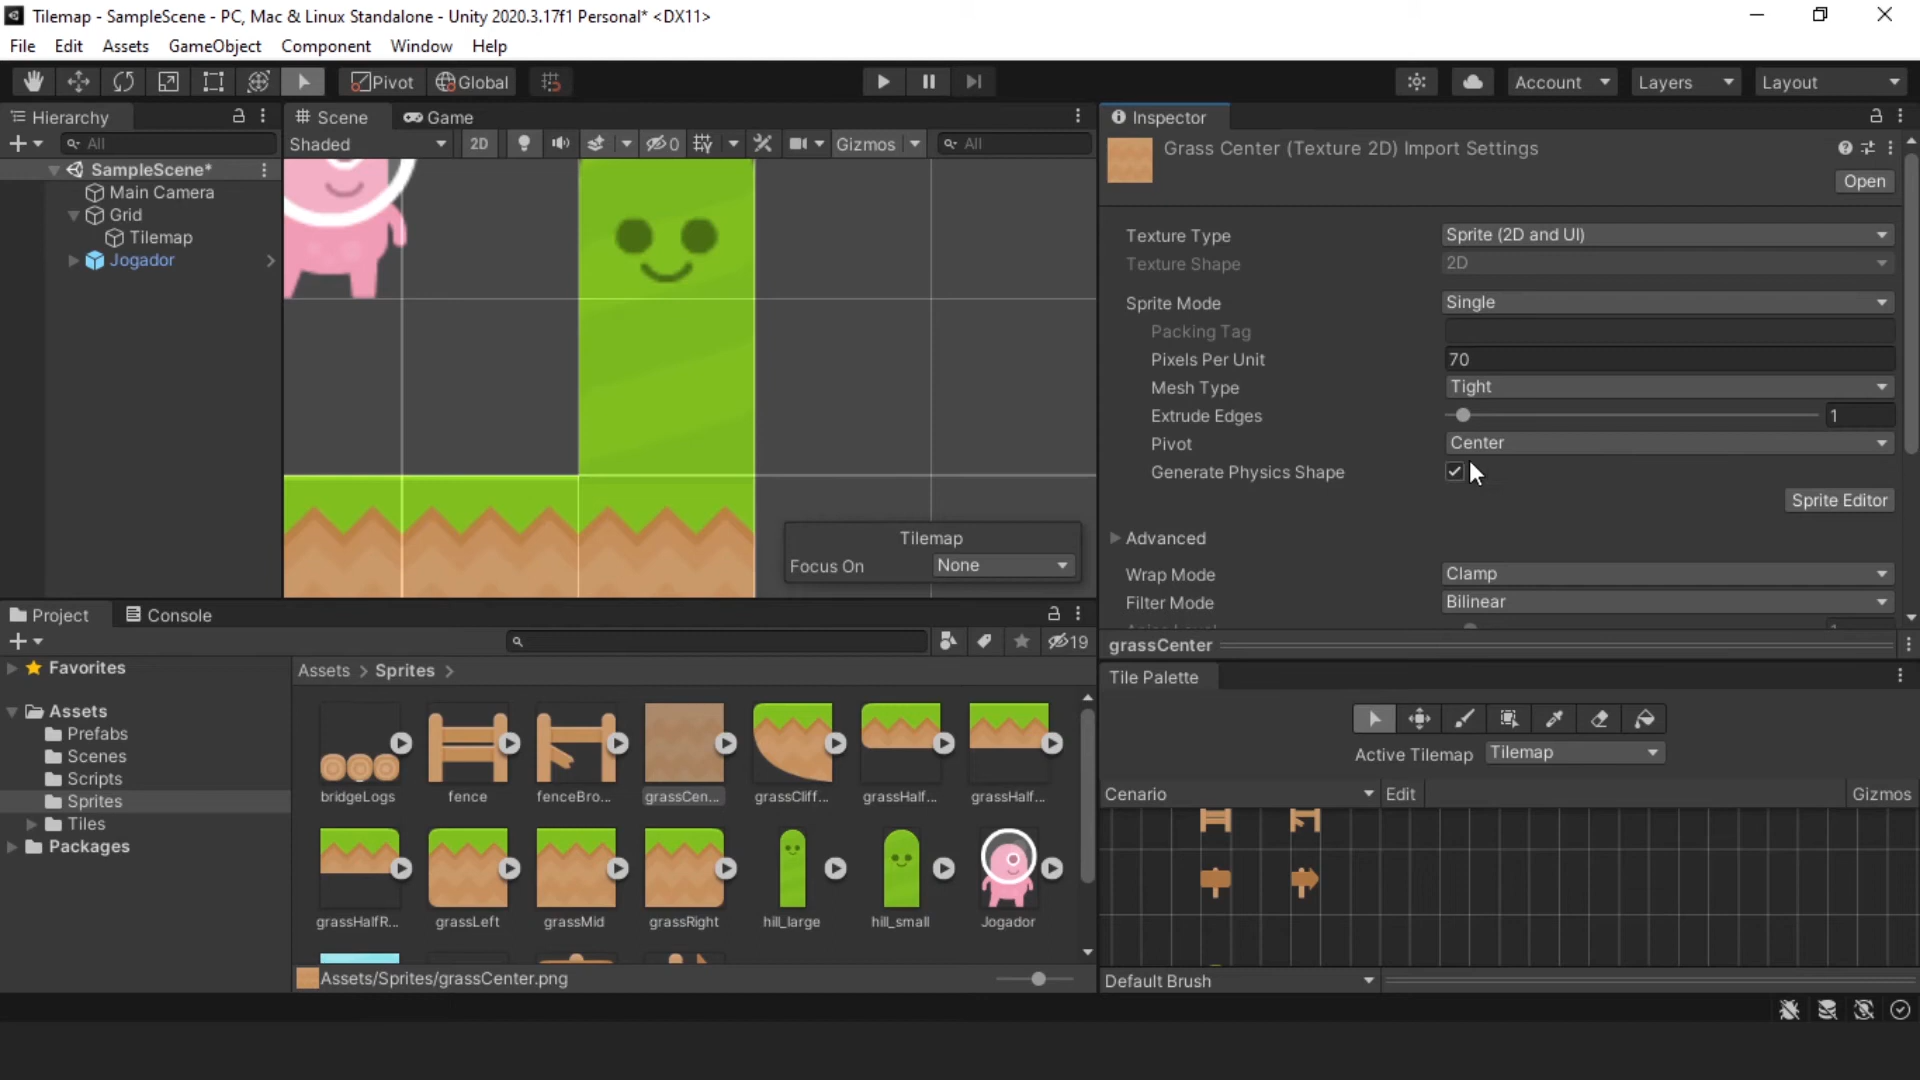 Tilemap - SampleScene - PC, Mac & Linux Standalone - Unity 2020.3.17f1 Personal* <DX11>
File Edit Assets GameObject Component Window Help
Pivot Global Account Layers Layout
Hierarchy
All
SampleScene*
Main Camera
Grid
Tilemap
Jogador
Scene Game
Shaded 2D 0 Gizmos All
Tilemap
Focus On None
Inspector
Grass Center (Texture 2D) Import Settings
Open
Texture Type Sprite (2D and UI)
Texture Shape 2D
Sprite Mode Single
Packing Tag
Pixels Per Unit 70
Mesh Type Tight
Extrude Edges 1
Pivot Center
Generate Physics Shape
Sprite Editor
Advanced
Wrap Mode Clamp
Filter Mode Bilinear
grassCenter
Project Console
19
Favorites
Assets
Prefabs
Scenes
Scripts
Sprites
Tiles
Packages
Assets > Sprites >
bridgeLogs fence fenceBro... grassCen... grassCliff... grassHalf... grassHalf...
grassHalfR... grassLeft grassMid grassRight hill_large hill_small Jogador
Assets/Sprites/grassCenter.png
Tile Palette
Active Tilemap Tilemap
Cenario Edit Gizmos
Default Brush